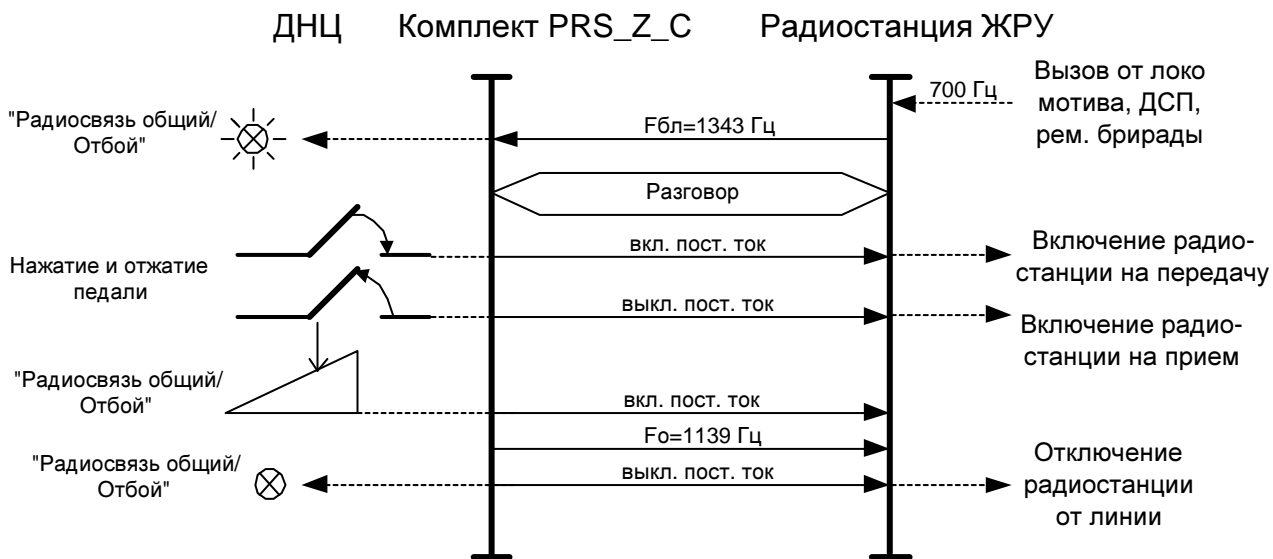 ДНЦ
Комплект PRS_Z_C
Радиостанция ЖРУ
700 Гц
Вызов от локо
мотива, ДСП,
рем. брирады
"Радиосвязь общий/
Отбой"
Fбл=1343 Гц
Разговор
Нажатие и отжатие
педали
вкл. пост. ток
Включение радио-
станции на передачу
выкл. пост. ток
Включение радио-
станции на прием
"Радиосвязь общий/
Отбой"
вкл. пост. ток
Fo=1139 Гц
"Радиосвязь общий/
Отбой"
выкл. пост. ток
Отключение
радиостанции
от линии